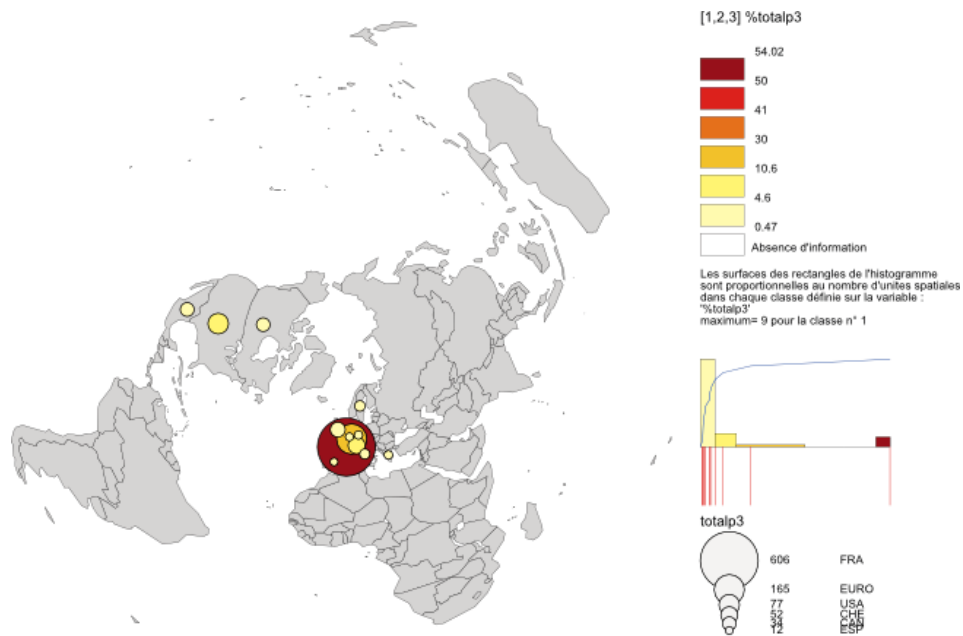 [1,2,3] %totalp3
54.02
50
41
30
10.6
4.6
0.47
Absence d'information
Les surfaces des rectangles de l'histogramme
sont proportionnelles au nombre d'unites spatiales
dans chaque classe définie sur la variable :
'%totalp3'
maximum= 9 pour la classe n° 1
totalp3
606 FRA
165 EURO
77 USA
52 CHE
34 CAN
12 ESP